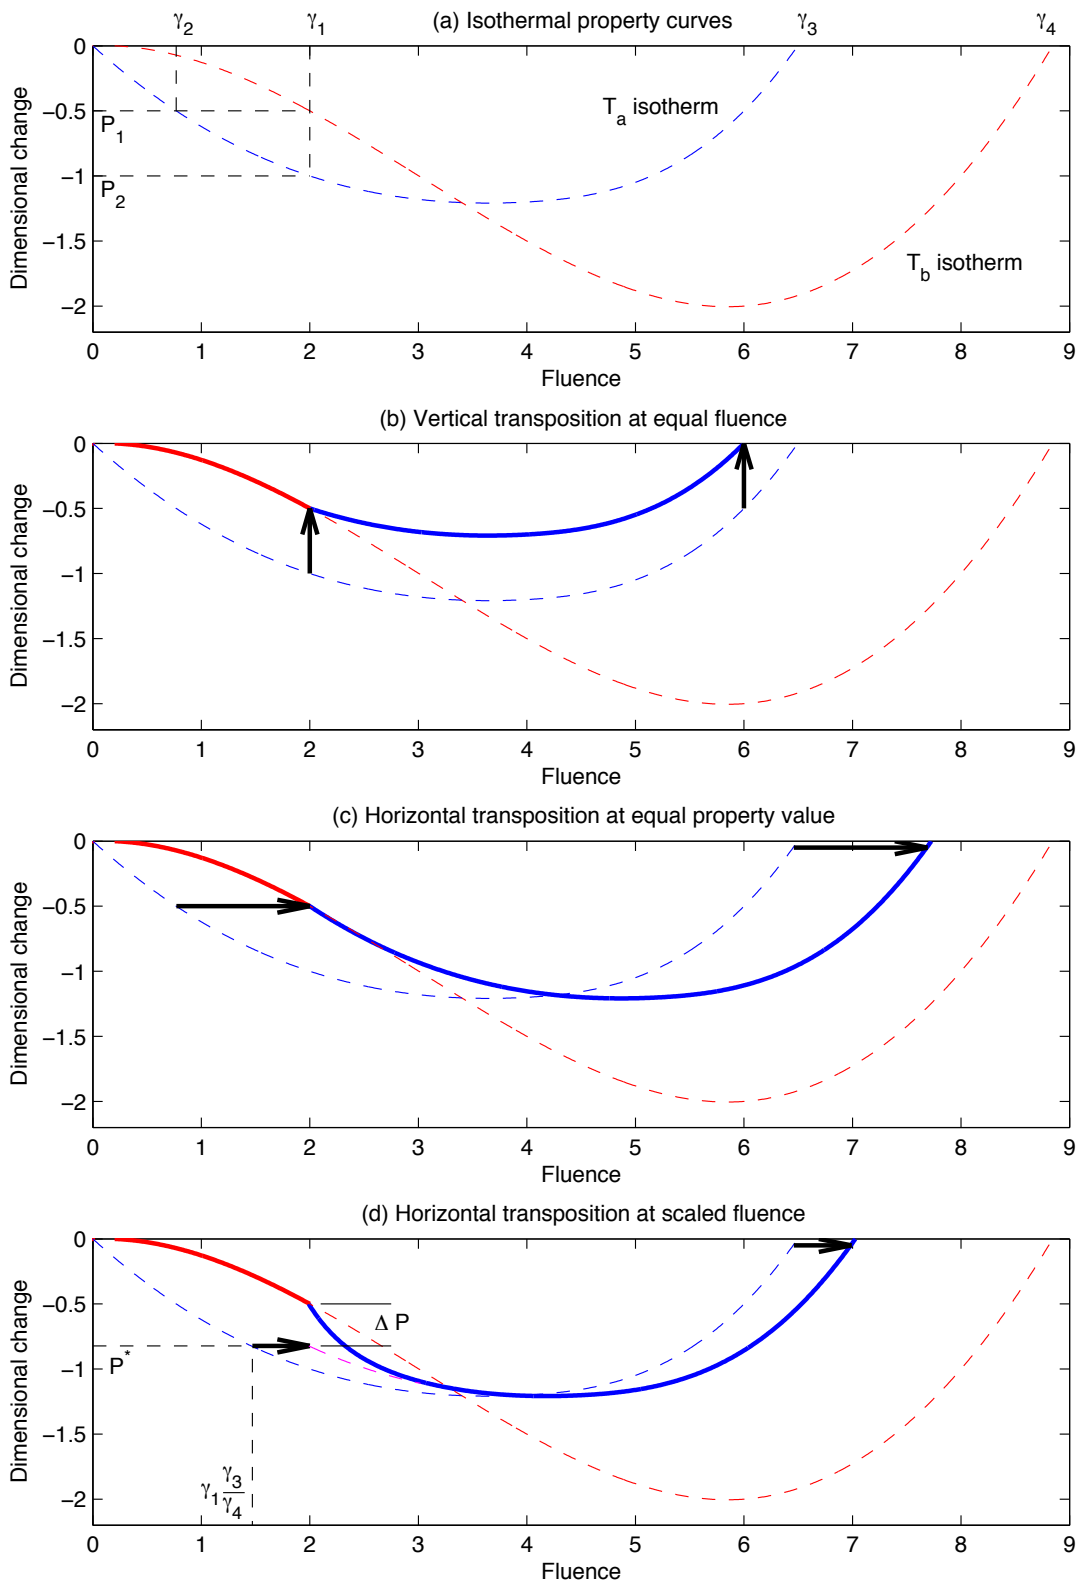 γ2 γ1 (a) Isothermal property curves γ3 γ4
0
−0.5
−1
−1.5
−2
Dimensional change
P1
P2
Ta isotherm
Tb isotherm
0 1 2 3 4 5 6 7 8 9
Fluence
(b) Vertical transposition at equal fluence
0
−0.5
−1
−1.5
−2
Dimensional change
0 1 2 3 4 5 6 7 8 9
Fluence
(c) Horizontal transposition at equal property value
0
−0.5
−1
−1.5
−2
Dimensional change
0 1 2 3 4 5 6 7 8 9
Fluence
(d) Horizontal transposition at scaled fluence
0
−0.5
−1
−1.5
−2
Dimensional change
Δ P
P*
γ1 γ3
γ4
0 1 2 3 4 5 6 7 8 9
Fluence